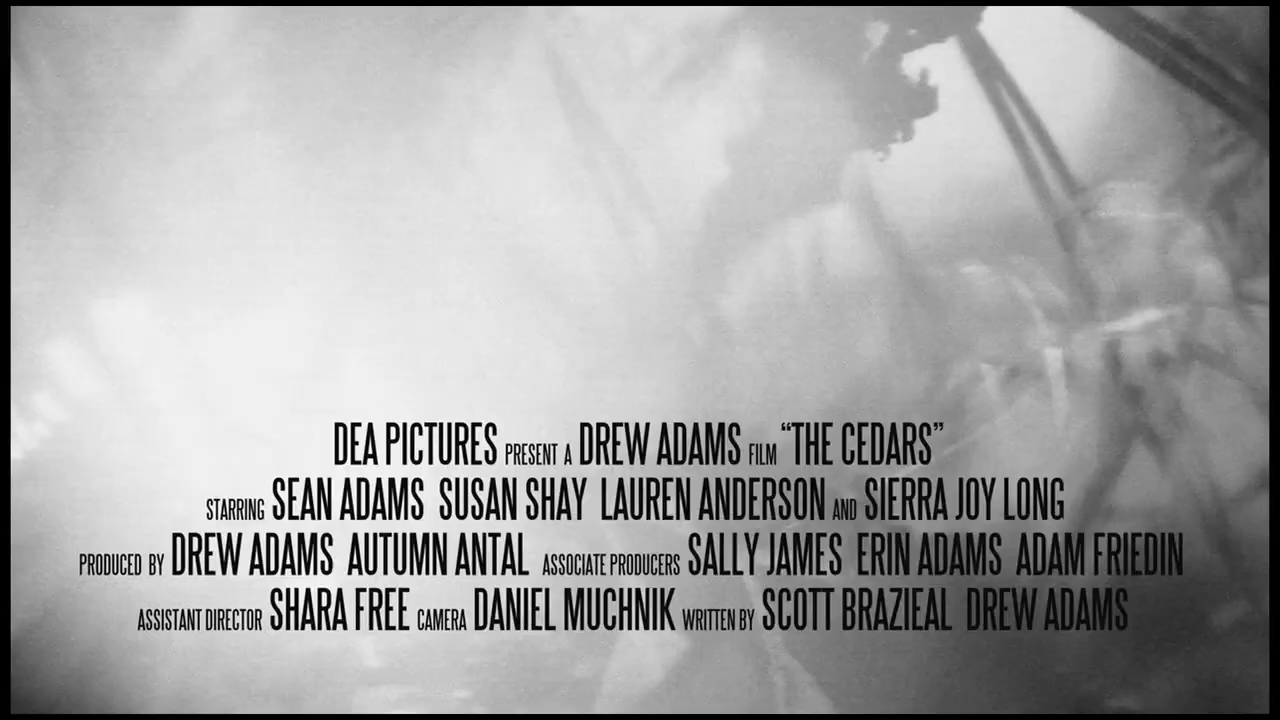 DEA PICTURES PRESENT A DREW ADAMS FILM “THE CEDARS”
STARRING SEAN ADAMS SUSAN SHAY LAUREN ANDERSON AND SIERRA JOY LONG
PRODUCED BY DREW ADAMS AUTUMN ANTAL ASSOCIATE PRODUCERS SALLY JAMES ERIN ADAMS ADAM FRIEDIN
ASSISTANT DIRECTOR SHARA FREE CAMERA DANIEL MUCHNIK WRITTEN BY SCOTT BRAZIEAL DREW ADAMS